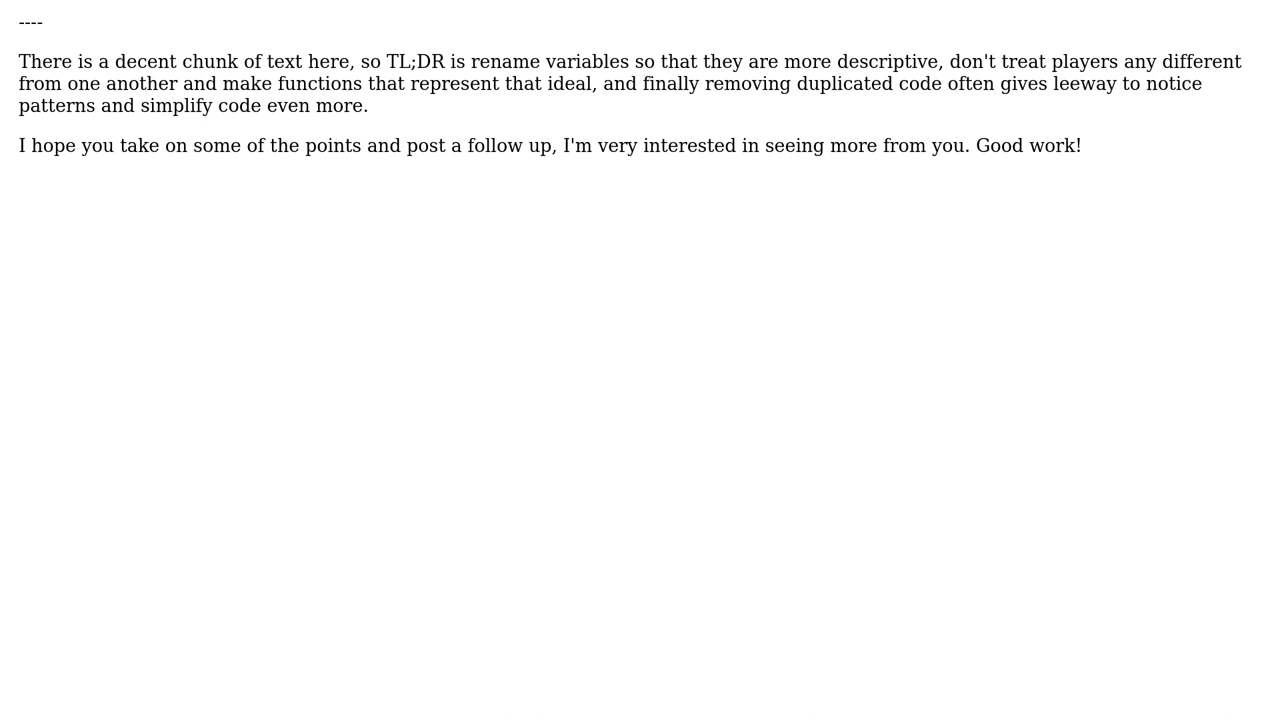 ----
There is a decent chunk of text here, so TL;DR is rename variables so that they are more descriptive, don't treat players any different
from one another and make functions that represent that ideal, and finally removing duplicated code often gives leeway to notice
patterns and simplify code even more.
I hope you take on some of the points and post a follow up, I'm very interested in seeing more from you. Good work!